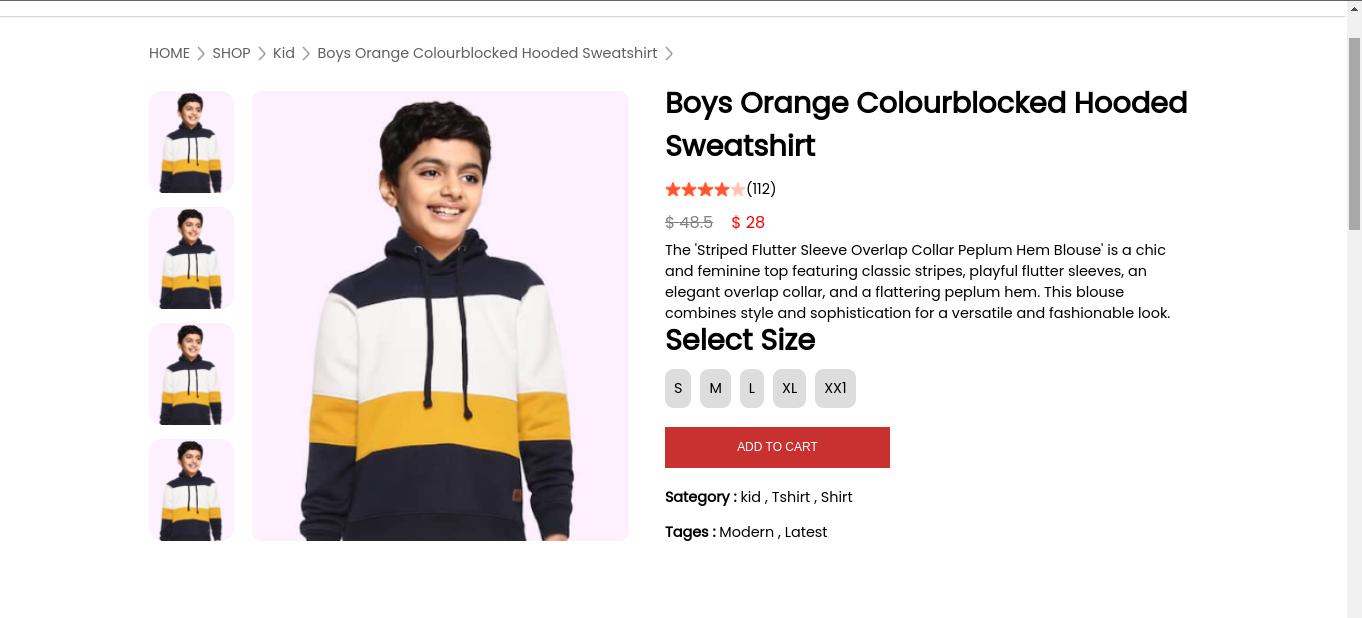 HOME > SHOP > Kid > Boys Orange Colourblocked Hooded Sweatshirt >
Boys Orange Colourblocked Hooded
Sweatshirt
(112)
$ 48.5 $ 28
The 'Striped Flutter Sleeve Overlap Collar Peplum Hem Blouse' is a chic
and feminine top featuring classic stripes, playful flutter sleeves, an
elegant overlap collar, and a flattering peplum hem. This blouse
combines style and sophistication for a versatile and fashionable look.
Select Size
S M L XL XX1
ADD TO CART
Sategory : kid , Tshirt , Shirt
Tages : Modern , Latest